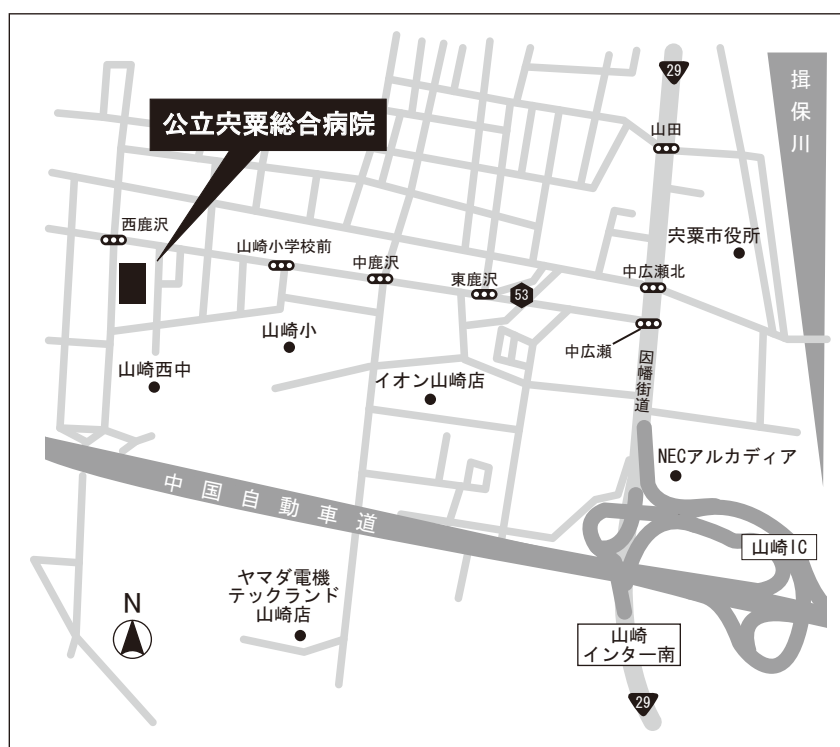 29
揖保川
公立宍粟総合病院
山田
西鹿沢
宍粟市役所
山崎小学校前
中鹿沢
中広瀬北
東鹿沢
53
山崎小
中広瀬
山崎西中
イオン山崎店
因幡街道
NECアルカディア
中国自動車道
山崎IC
ヤマダ電機
テックランド
山崎店
N
山崎
インター南
29